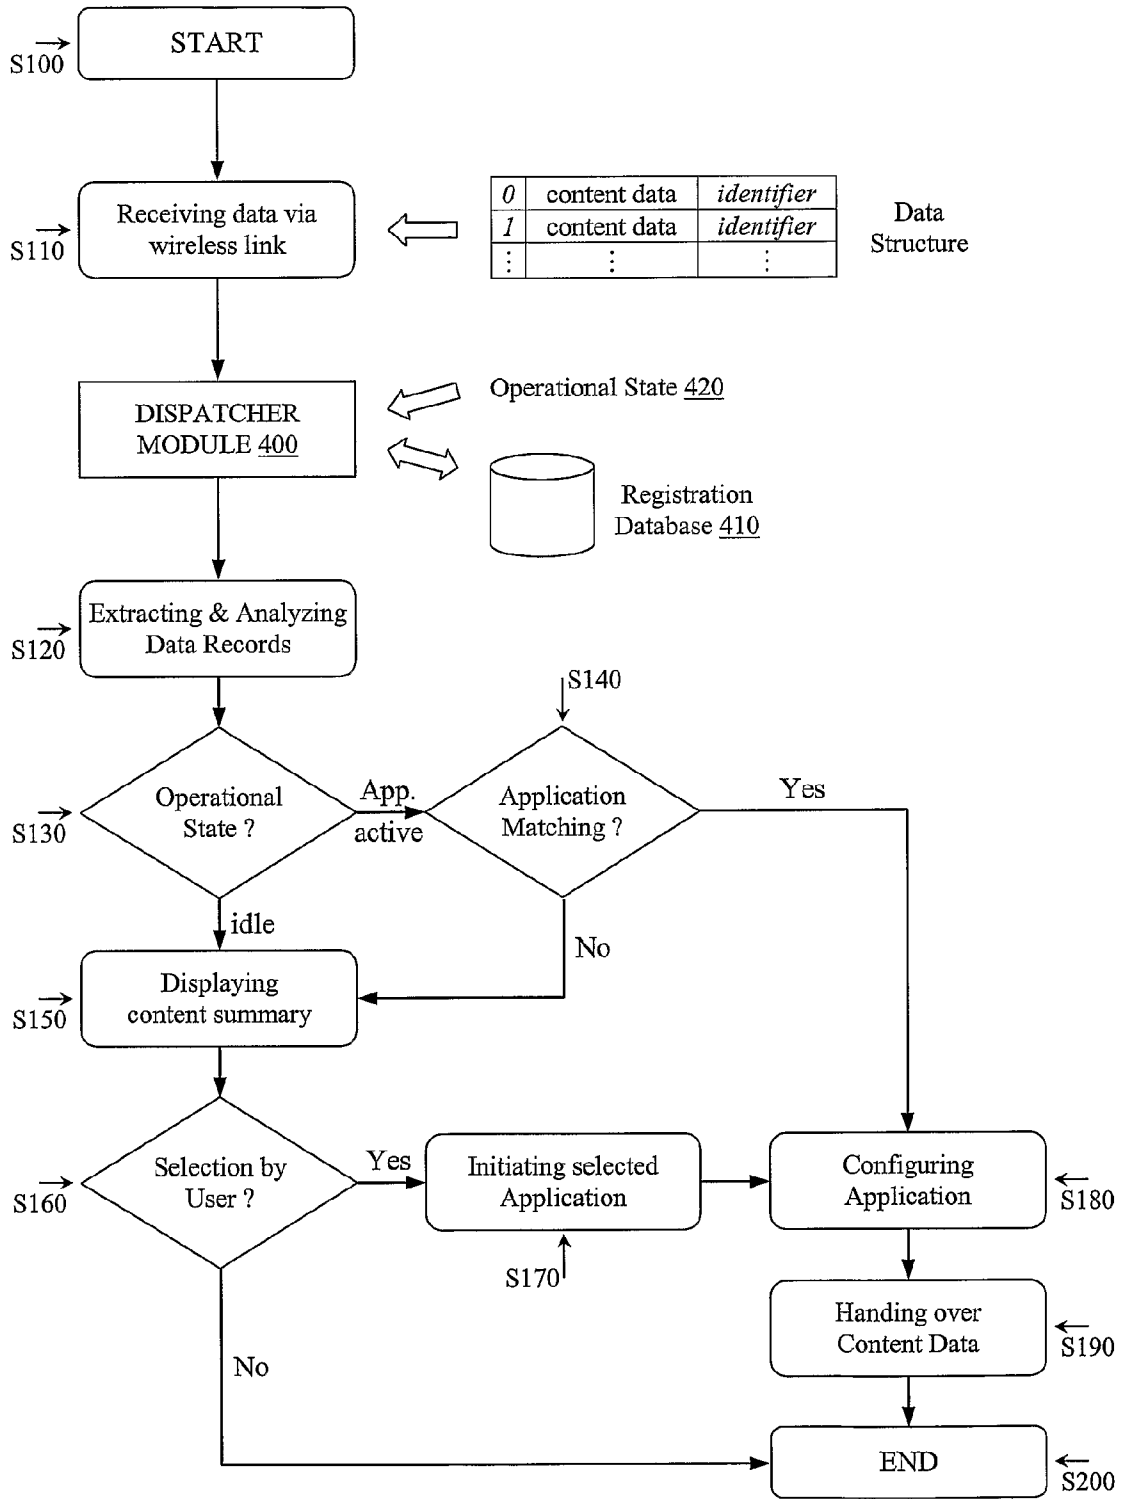 START
S100
Receiving data via
wireless link
S110
0 content data identifier
1 content data identifier
⋮ ⋮ ⋮
Data
Structure
DISPATCHER
MODULE 400
Operational State 420
Registration
Database 410
Extracting & Analyzing
Data Records
S120
S140
Operational
State ?
S130
App.
active
Application
Matching ?
Yes
idle
No
Displaying
content summary
S150
Selection by
User ?
S160
Yes
Initiating selected
Application
S170
Configuring
Application
S180
Handing over
Content Data
S190
No
END
S200